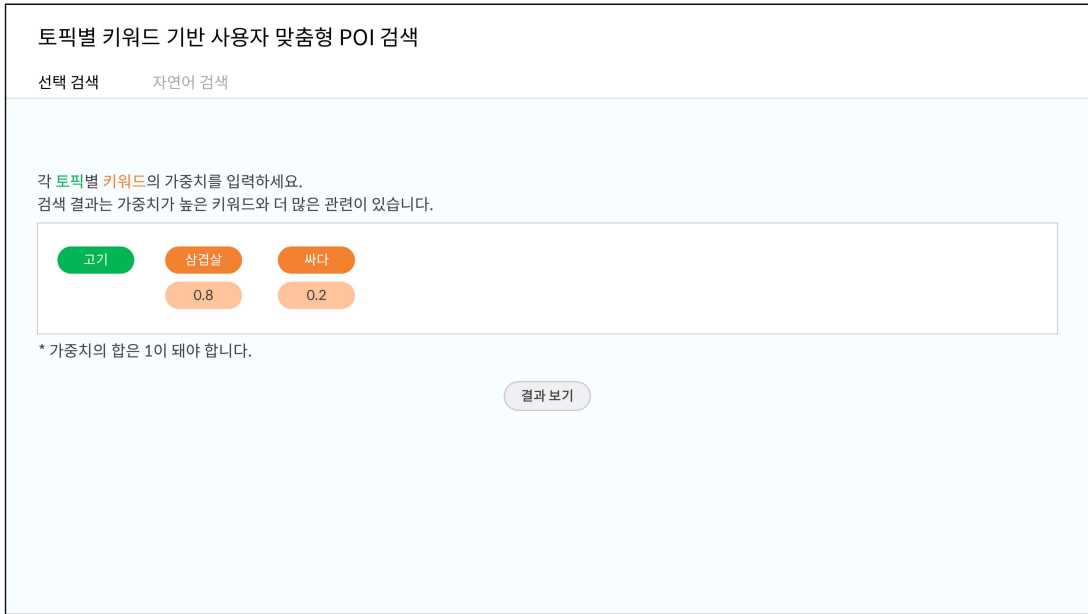 토픽별 키워드 기반 사용자 맞춤형 POI 검색
선택 검색 자연어 검색
각 토픽별 키워드의 가중치를 입력하세요.
검색 결과는 가중치가 높은 키워드와 더 많은 관련이 있습니다.
고기 삼겹살 싸다
0.8 0.2
* 가중치의 합은 1이 돼야 합니다.
결과 보기